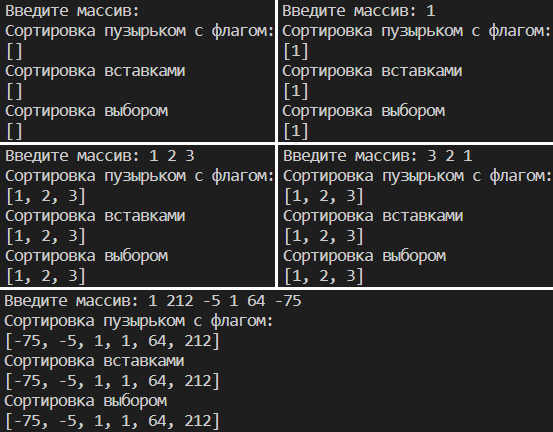 Введите массив:
Сортировка пузырьком с флагом:
[]
Сортировка вставками
[]
Сортировка выбором
[]
Введите массив: 1
Сортировка пузырьком с флагом:
[1]
Сортировка вставками
[1]
Сортировка выбором
[1]
Введите массив: 1 2 3
Сортировка пузырьком с флагом:
[1, 2, 3]
Сортировка вставками
[1, 2, 3]
Сортировка выбором
[1, 2, 3]
Введите массив: 3 2 1
Сортировка пузырьком с флагом:
[1, 2, 3]
Сортировка вставками
[1, 2, 3]
Сортировка выбором
[1, 2, 3]
Введите массив: 1 212 -5 1 64 -75
Сортировка пузырьком с флагом:
[-75, -5, 1, 1, 64, 212]
Сортировка вставками
[-75, -5, 1, 1, 64, 212]
Сортировка выбором
[-75, -5, 1, 1, 64, 212]